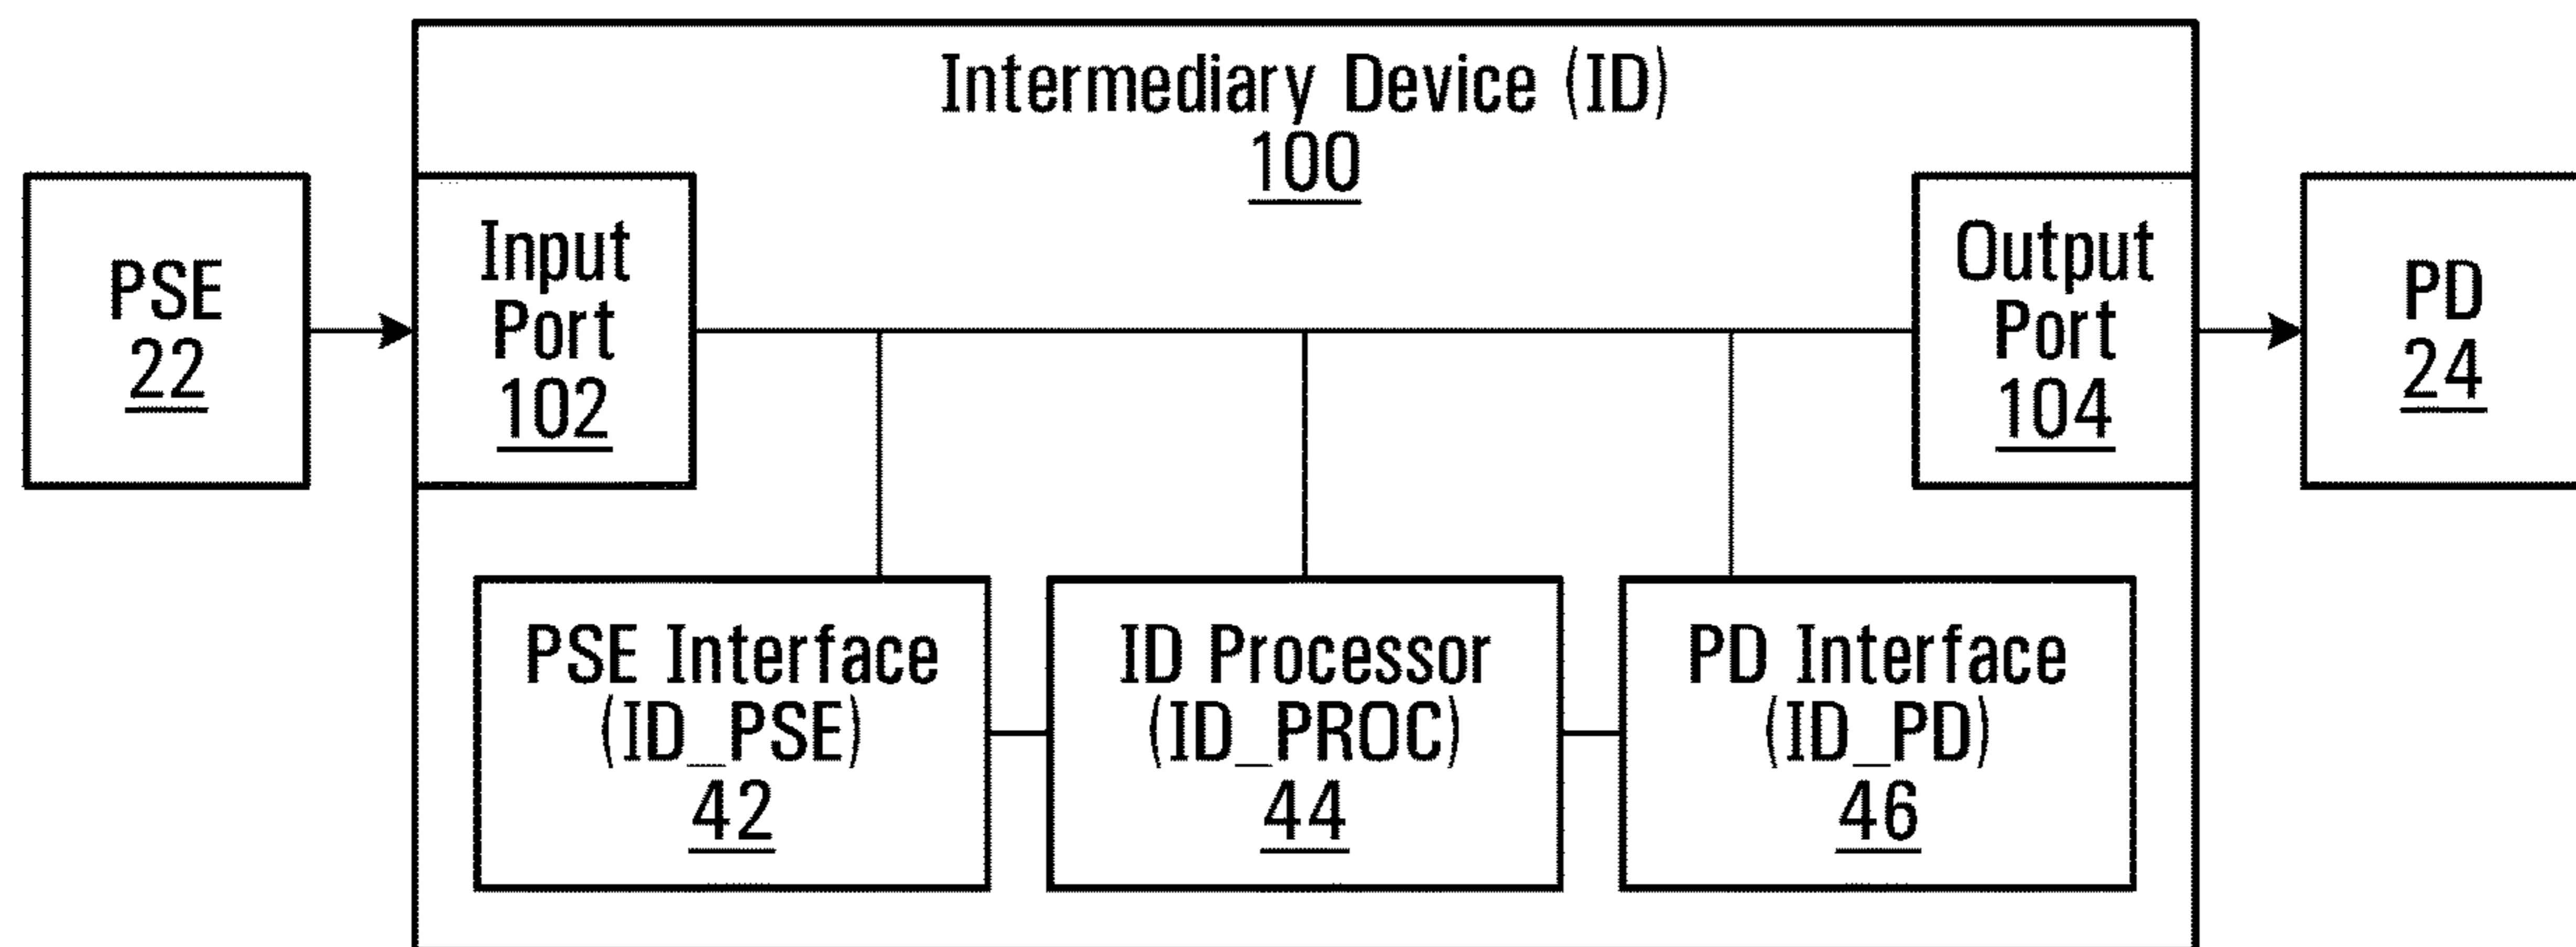 Intermediary Device (ID)
100
PSE
22
Input
Port
102
Output
Port
104
PD
24
PSE Interface
(ID_PSE)
42
ID Processor
(ID_PROC)
44
PD Interface
(ID_PD)
46